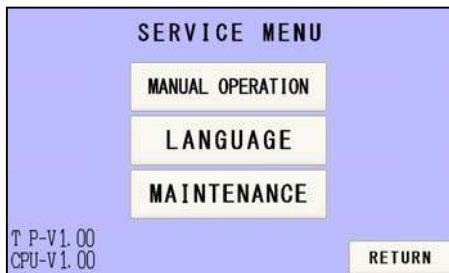 SERVICE MENU
MANUAL OPERATION
LANGUAGE
MAINTENANCE
T P-V1.00
CPU-V1.00
RETURN